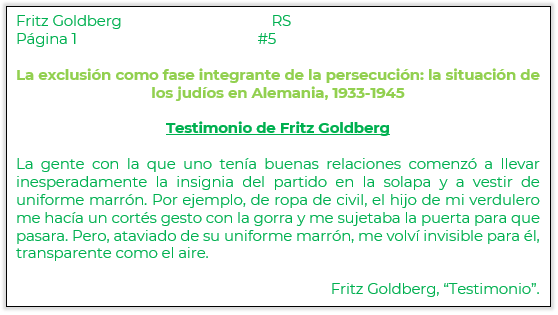 Fritz Goldberg RS
Página 1 #5
La exclusión como fase integrante de la persecución: la situación de
los judíos en Alemania, 1933-1945
Testimonio de Fritz Goldberg
La gente con la que uno tenía buenas relaciones comenzó a llevar
inesperadamente la insignia del partido en la solapa y a vestir de
uniforme marrón. Por ejemplo, de ropa de civil, el hijo de mi verdulero
me hacía un cortés gesto con la gorra y me sujetaba la puerta para que
pasara. Pero, ataviado de su uniforme marrón, me volví invisible para él,
transparente como el aire.
Fritz Goldberg, “Testimonio”.